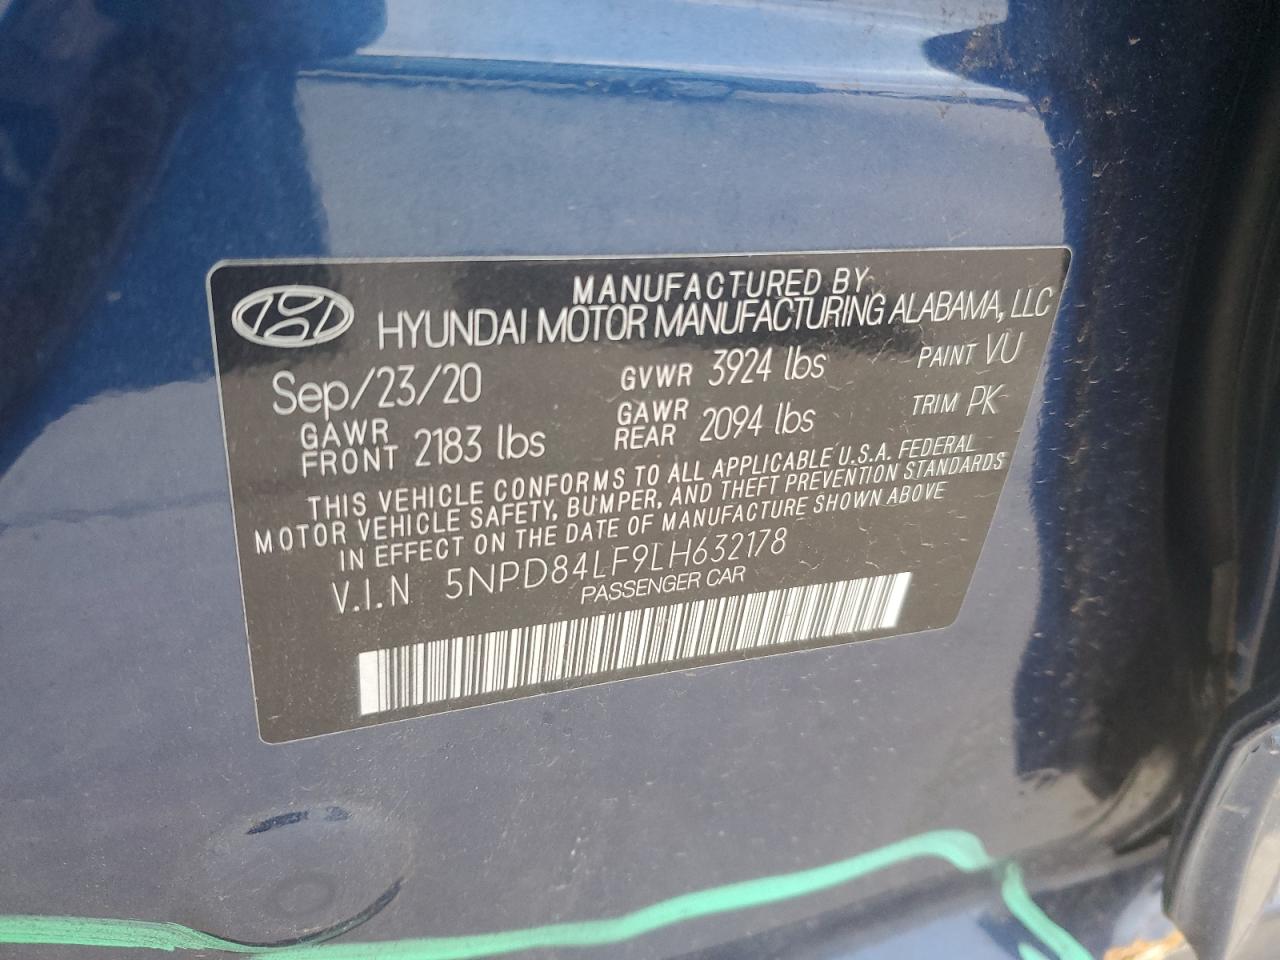 MANUFACTURED BY
HYUNDAI MOTOR MANUFACTURING ALABAMA, LLC
Sep/23/20 GVWR 3924 lbs PAINT VU
GAWR FRONT 2183 lbs GAWR REAR 2094 lbs TRIM PK
THIS VEHICLE CONFORMS TO ALL APPLICABLE U.S.A. FEDERAL
MOTOR VEHICLE SAFETY, BUMPER, AND THEFT PREVENTION STANDARDS
IN EFFECT ON THE DATE OF MANUFACTURE SHOWN ABOVE
V.I.N 5NPD84LF9LH632178
PASSENGER CAR